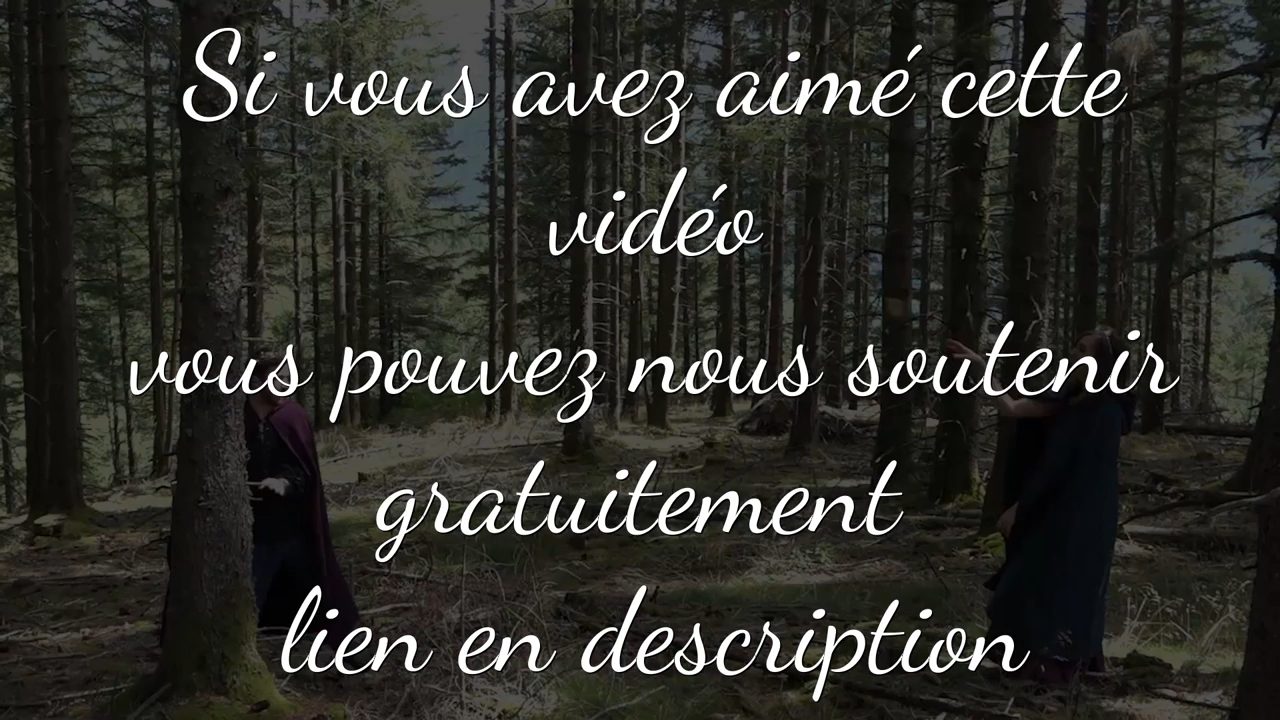 Si vous avez aimé cette
vidéo
vous pouvez nous soutenir
gratuitement
lien en description